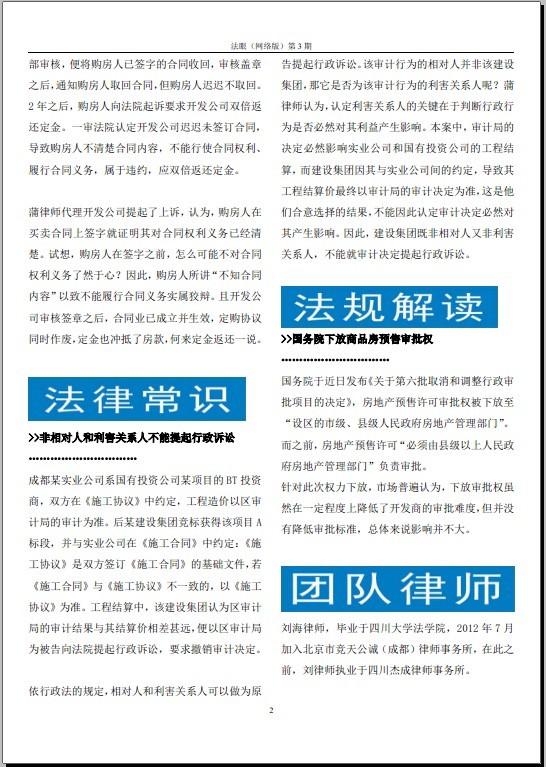 法眼（网络版）第 3 期
部审核，便将购房人已签字的合同收回，审核盖章
之后，通知购房人取回合同，但购房人迟迟不取回。
2 年之后，购房人向法院起诉要求开发公司双倍返
还定金。一审法院认定开发公司迟迟未签订合同，
导致购房人不清楚合同内容，不能行使合同权利、
履行合同义务，属于违约，应双倍返还定金。
蒲律师代理开发公司提起了上诉，认为，购房人在
买卖合同上签字就证明其对合同权利义务已经清
楚。试想，购房人在签字之前，怎么可能不对合同
权利义务了然于心？因此，购房人所讲“不知合同
内容”以致不能履行合同义务实属狡辩。且开发公
司审核签章之后，合同业已成立并生效，定购协议
同时作废，定金也冲抵了房款，何来定金返还一说。
法律常识
>>非相对人和利害关系人不能提起行政诉讼
..............................
成都某实业公司系国有投资公司某项目的 BT 投资
商，双方在《施工协议》中约定，工程造价以区审
计局的审计为准。后某建设集团竞标获得该项目 A
标段，并与实业公司在《施工合同》中约定：《施
工协议》是双方签订《施工合同》的基础文件，若
《施工合同》与《施工协议》不一致的，以《施工
协议》为准。工程结算中，该建设集团认为区审计
局的审计结果与其结算价相差甚远，便以区审计局
为被告向法院提起行政诉讼，要求撤销审计决定。
依行政法的规定，相对人和利害关系人可以做为原
告提起行政诉讼。该审计行为的相对人并非该建设
集团，那它是否为该审计行为的利害关系人呢？蒲
律师认为，认定利害关系人的关键在于判断行政行
为是否必然对其利益产生影响。本案中，审计局的
决定必然影响实业公司和国有投资公司的工程结
算，而建设集团因其与实业公司间的约定，导致其
工程结算价最终以审计局的审计决定为准，这是他
们合意选择的结果，不能因此认定审计决定必然对
其产生影响。因此，建设集团既非相对人又非利害
关系人，不能就审计决定提起行政诉讼。
法规解读
>>国务院下放商品房预售审批权
..............................
国务院于近日发布《关于第六批取消和调整行政审
批项目的决定》，房地产预售许可审批权被下放至
“设区的市级、县级人民政府房地产管理部门”。
而之前，房地产预售许可“必须由县级以上人民政
府房地产管理部门”负责审批。
针对此次权力下放，市场普遍认为，下放审批权虽
然在一定程度上降低了开发商的审批难度，但并没
有降低审批标准，总体来说影响并不大。
团队律师
刘海律师，毕业于四川大学法学院，2012 年 7 月
加入北京市竞天公诚（成都）律师事务所，在此之
前，刘律师执业于四川杰成律师事务所。
2